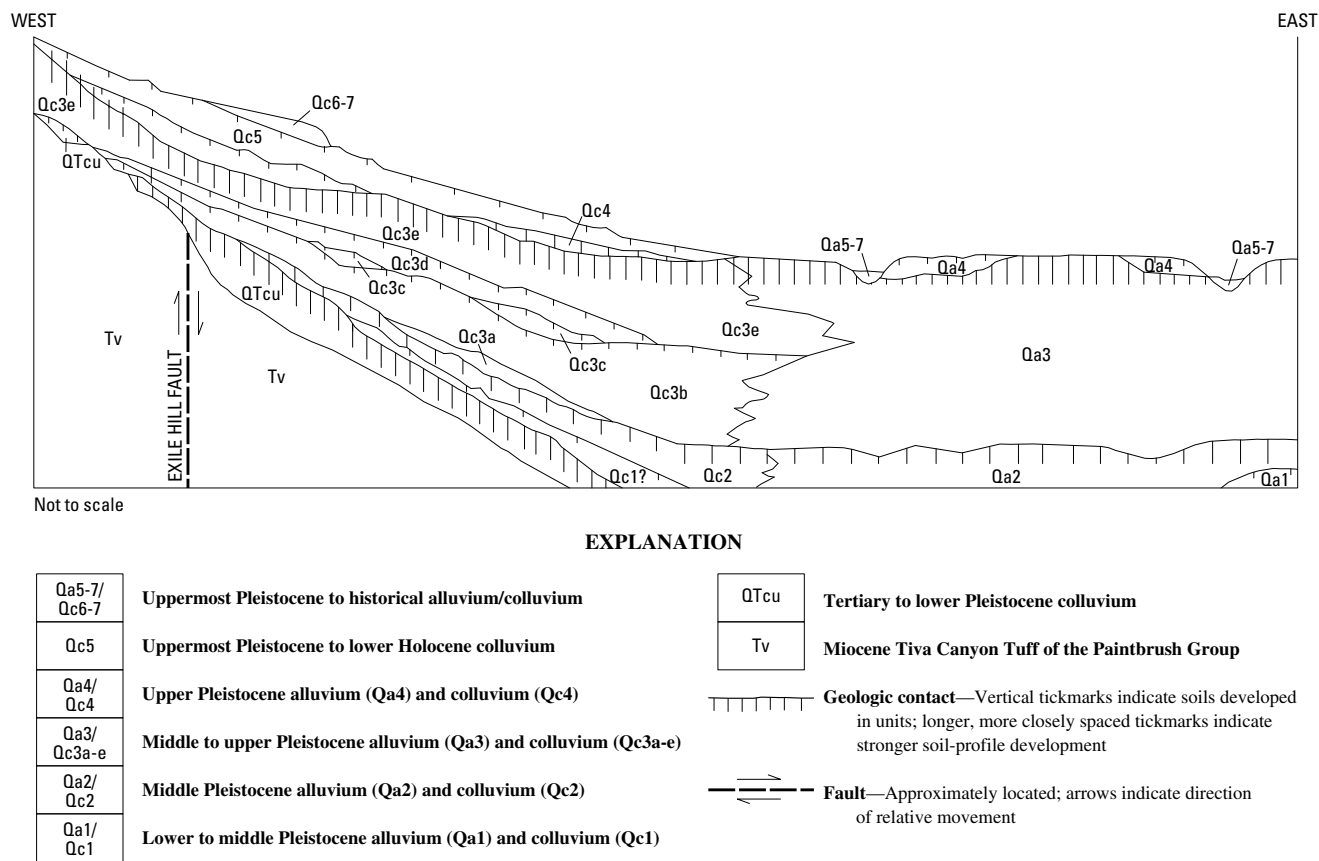 WEST
EAST
Qc6-7
Qc3e
Qc5
QTcu
Qc4
Qc3e
Qa5-7
Qa5-7
Qa4
Qa4
Qc3d
Qc3c
QTcu
Qc3e
Qc3a
Qc3c
Qa3
Tv
Tv
Qc3b
EXILE HILL FAULT
Qc1?
Qc2
Qa2
Qa1
Not to scale
EXPLANATION
Qa5-7/
Qc6-7
Uppermost Pleistocene to historical alluvium/colluvium
Qc5
Uppermost Pleistocene to lower Holocene colluvium
Qa4/
Qc4
Upper Pleistocene alluvium (Qa4) and colluvium (Qc4)
Qa3/
Qc3a-e
Middle to upper Pleistocene alluvium (Qa3) and colluvium (Qc3a-e)
Qa2/
Qc2
Middle Pleistocene alluvium (Qa2) and colluvium (Qc2)
Qa1/
Qc1
Lower to middle Pleistocene alluvium (Qa1) and colluvium (Qc1)
QTcu
Tertiary to lower Pleistocene colluvium
Tv
Miocene Tiva Canyon Tuff of the Paintbrush Group
Geologic contact—Vertical tickmarks indicate soils developed
in units; longer, more closely spaced tickmarks indicate
stronger soil-profile development
Fault—Approximately located; arrows indicate direction
of relative movement